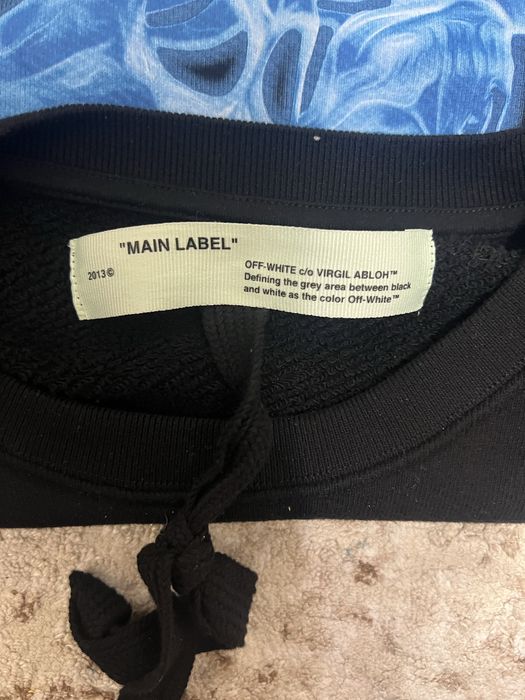 "MAIN LABEL"
2013©
OFF-WHITE c/o VIRGIL ABLOH™
Defining the grey area between black
and white as the color Off-White™